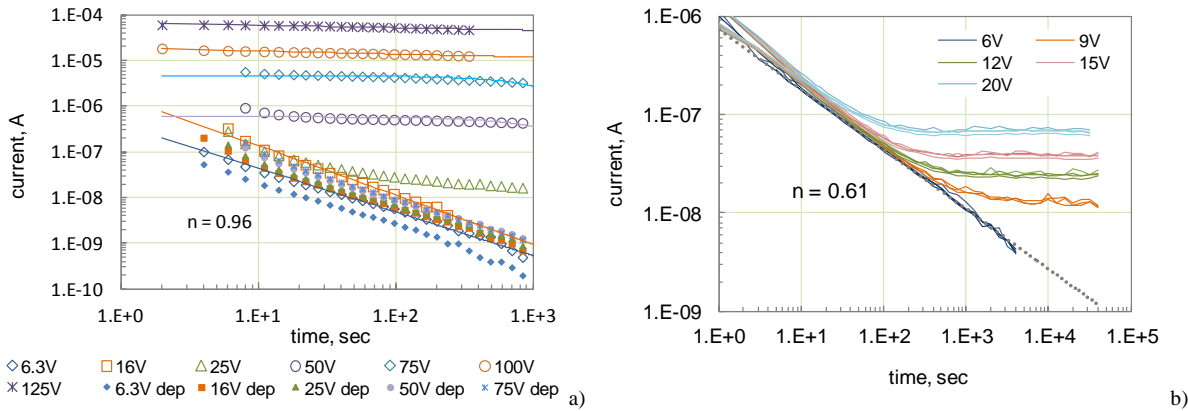 1.E-04
1.E-05
1.E-06
1.E-07
1.E-08
1.E-09
1.E-10
current, A
n = 0.96
1.E+0 1.E+1 1.E+2 1.E+3
time, sec
6.3V 16V 25V 50V 75V 100V
125V 6.3V dep 16V dep 25V dep 50V dep 75V dep
a)
1.E-06
1.E-07
1.E-08
1.E-09
current, A
6V 9V
12V 15V
20V
n = 0.61
1.E+0 1.E+1 1.E+2 1.E+3 1.E+4 1.E+5
time, sec
b)